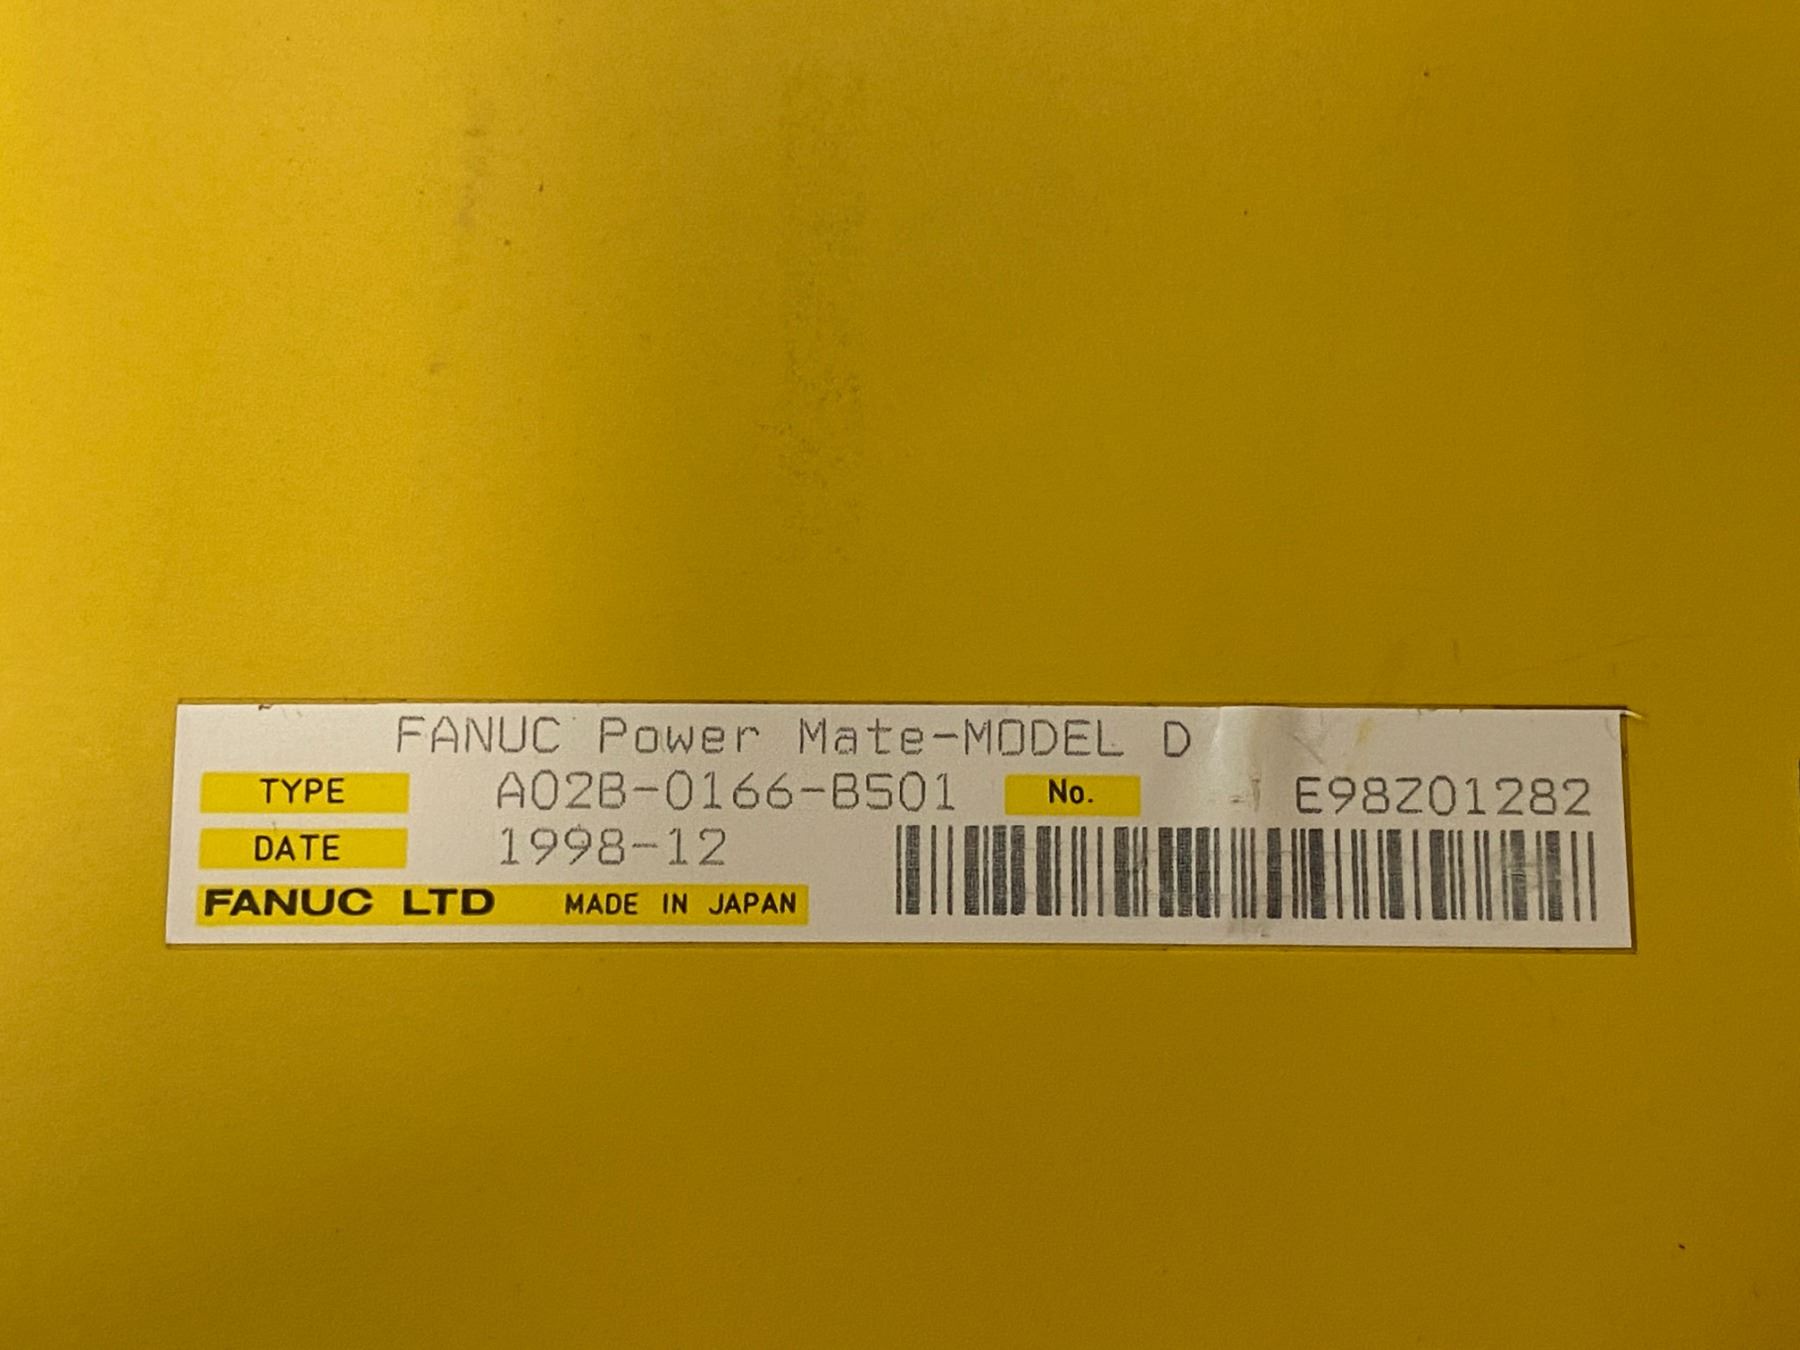 FANUC Power Mate-MODEL D
TYPE A02B-0166-B501 No. E98Z01282
DATE 1998-12
FANUC LTD MADE IN JAPAN